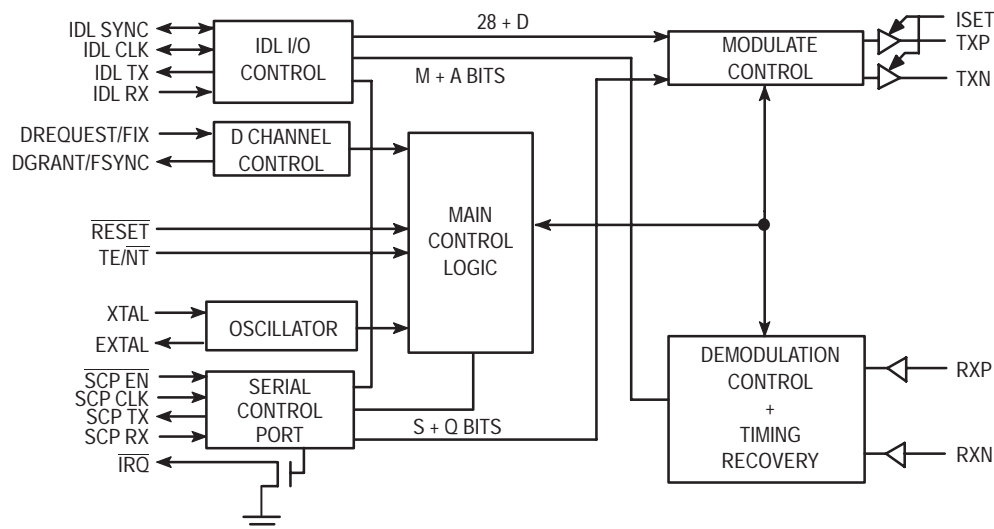 IDL SYNC
IDL CLK
IDL TX
IDL RX
IDL I/O
CONTROL
28 + D
M + A BITS
MODULATE
CONTROL
ISET
TXP
TXN
DREQUEST/FIX
DGRANT/FSYNC
D CHANNEL
CONTROL
RESET
TE/NT
MAIN
CONTROL
LOGIC
XTAL
EXTAL
OSCILLATOR
SCP EN
SCP CLK
SCP TX
SCP RX
IRQ
SERIAL
CONTROL
PORT
S + Q BITS
DEMODULATION
CONTROL
+
TIMING
RECOVERY
RXP
RXN